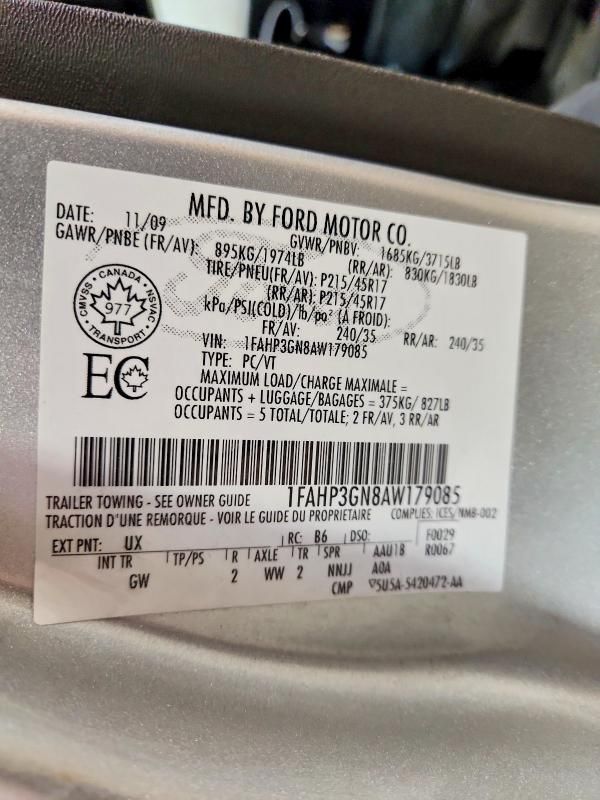 MFD. BY FORD MOTOR CO.
DATE: 11/09 GVWR/PNBV: 1685KG/3715LB
GAWR/PNBE (FR/AV): 895KG/1974LB (RR/AR): 830KG/1830LB
TIRE/PNEU(FR/AV): P215/45R17
(RR/AR): P215/45R17
kPa/PSI(COLD)/lb/po² (À FROID):
FR/AV: 240/35 RR/AR: 240/35
VIN: 1FAHP3GN8AW179085
TYPE: PC/VT
MAXIMUM LOAD/CHARGE MAXIMALE =
OCCUPANTS + LUGGAGE/BAGAGES = 375KG/ 827LB
OCCUPANTS = 5 TOTAL/TOTALE; 2 FR/AV, 3 RR/AR
CMVSS • CANADA • NSVAC • TRANSPORT •
977
EC
1FAHP3GN8AW179085
TRAILER TOWING - SEE OWNER GUIDE
TRACTION D'UNE REMORQUE - VOIR LE GUIDE DU PROPRIETAIRE COMPLIES: ICES/NMB-002
EXT PNT: UX RC: B6 DSO: F0029
INT TR TP/PS R AXLE TR SPR AAU18 R0067
GW 2 WW 2 NNJJ A0A
CMP 5U5A-5420472-AA